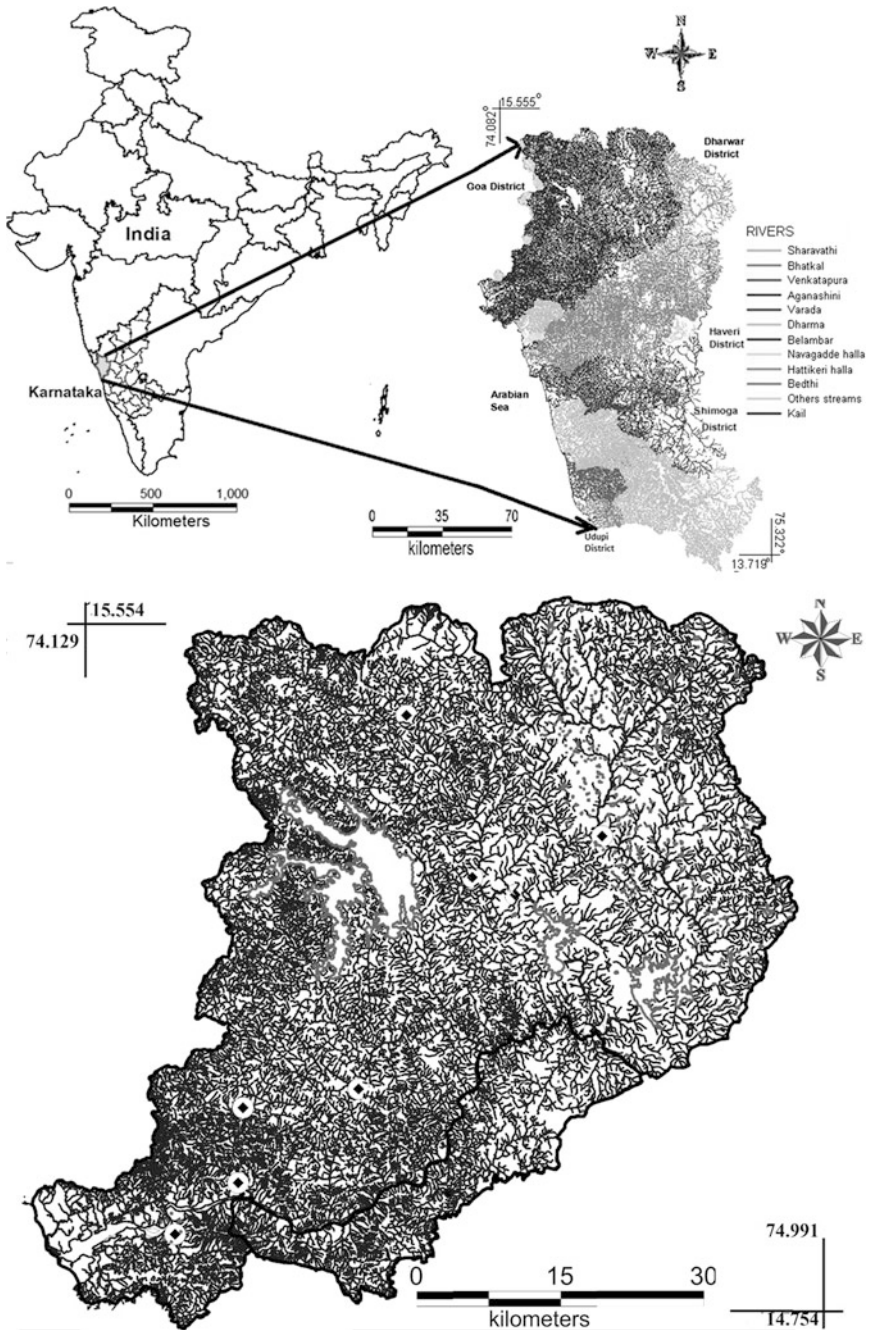 N
W E
S
15.555°
74.082°
Dharwar
District
Goa District
India
RIVERS
Sharavathi
Bhatkal
Venkatapura
Aganashini
Varada
Dharma
Belambar
Navagadde halla
Hattikeri halla
Bedthi
Others streams
Kail
Haveri
District
Karnataka
Arabian
Sea
Shimoga
District
0 500 1,000
Kilometers
0 35 70
kilometers
Udupi
District
75.322°
13.719°
15.554
74.129
N
W E
S
74.991
0 15 30
kilometers
14.754